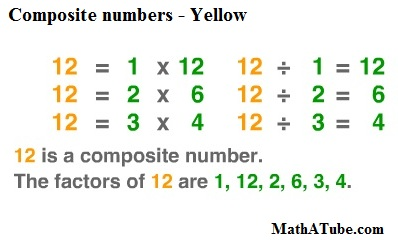 Composite numbers - Yellow
12 = 1 x 12 12 ÷ 1 = 12
12 = 2 x 6 12 ÷ 2 = 6
12 = 3 x 4 12 ÷ 3 = 4
12 is a composite number.
The factors of 12 are 1, 12, 2, 6, 3, 4.
MathATube.com